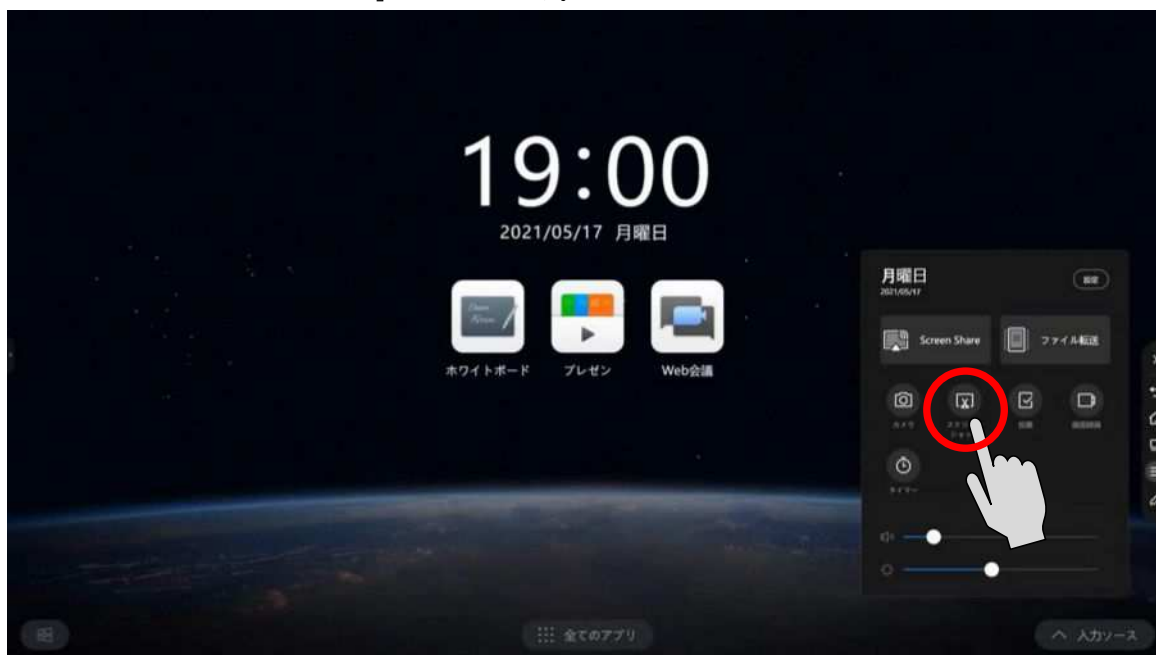 19:00
2021/05/17 月曜日
ホワイトボード
プレゼン
Web会議
月曜日
2021/05/17
設定
Screen Share
ファイル転送
カメラ
タイマー
全てのアプリ
入力ソース